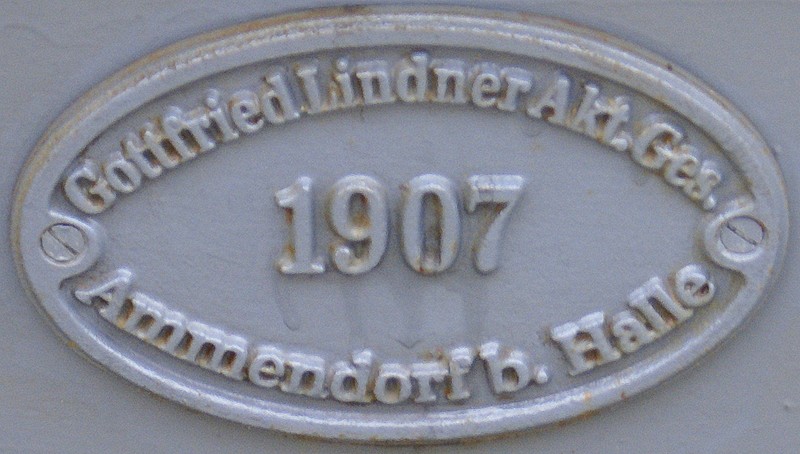 Gottfried Lindner Akt. Ges.
1907
Ammendorf b. Halle